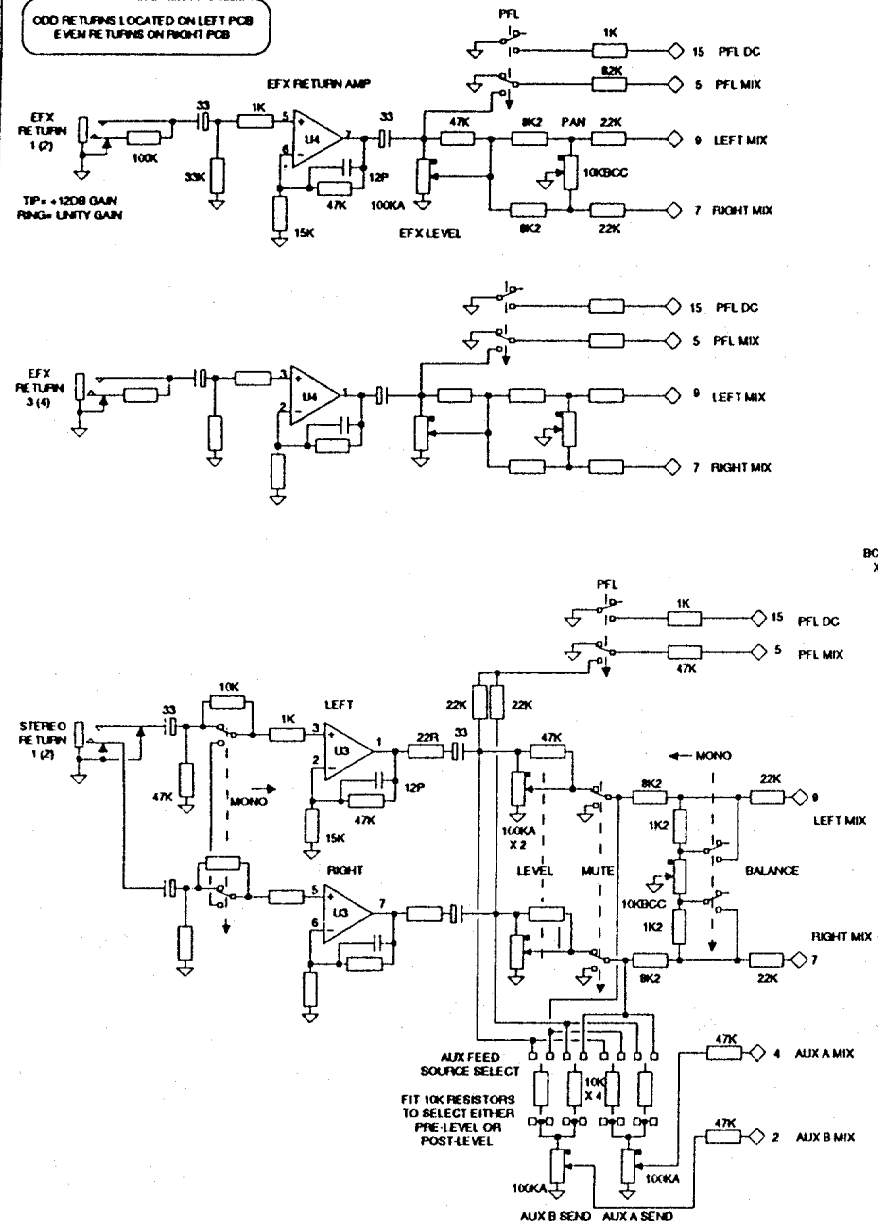 ODD RETURNS LOCATED ON LEFT PCB
EVEN RETURNS ON RIGHT PCB
PFL
1K
15 PFL DC
82K
5 PFL MIX
EFX RETURN AMP
EFX
RETURN
1 (2)
33
1K
5
+
U4
7
33
47K
8K2
PAN
22K
9 LEFT MIX
100K
33K
6
-
12P
47K
100KA
10KBCC
TIP= +12DB GAIN
RING= UNITY GAIN
15K
EFX LEVEL
8K2
22K
7 RIGHT MIX
15 PFL DC
5 PFL MIX
EFX
RETURN
3 (4)
3
+
U4
1
2
-
9 LEFT MIX
7 RIGHT MIX
PFL
1K
15 PFL DC
5 PFL MIX
47K
10K
LEFT
22K
22K
STEREO
RETURN
1 (2)
33
1K
3
+
U3
1
22R
33
47K
MONO
2
-
12P
47K
MONO
47K
15K
100KA
X 2
8K2
1K2
22K
9
LEFT MIX
RIGHT
LEVEL
MUTE
BALANCE
10KBCC
5
+
U3
7
6
-
1K2
RIGHT MIX
8K2
22K
7
AUX FEED
SOURCE SELECT
47K
4 AUX A MIX
FIT 10K RESISTORS
TO SELECT EITHER
PRE-LEVEL OR
POST-LEVEL
10K
X 4
47K
2 AUX B MIX
100KA
100KA
AUX B SEND
AUX A SEND